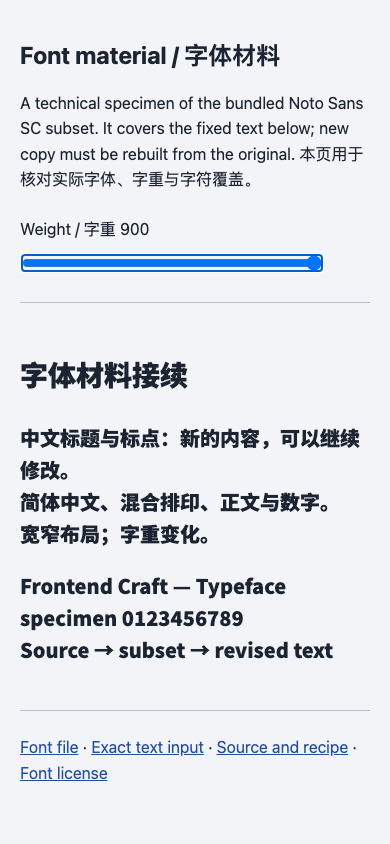 Font material / 字体材料
A technical specimen of the bundled Noto Sans
SC subset. It covers the fixed text below; new
copy must be rebuilt from the original. 本页用于
核对实际字体、字重与字符覆盖。
Weight / 字重 900
字体材料接续
中文标题与标点：新的内容，可以继续
修改。
简体中文、混合排印、正文与数字。
宽窄布局；字重变化。
Frontend Craft — Typeface
specimen 0123456789
Source → subset → revised text
Font file · Exact text input · Source and recipe ·
Font license